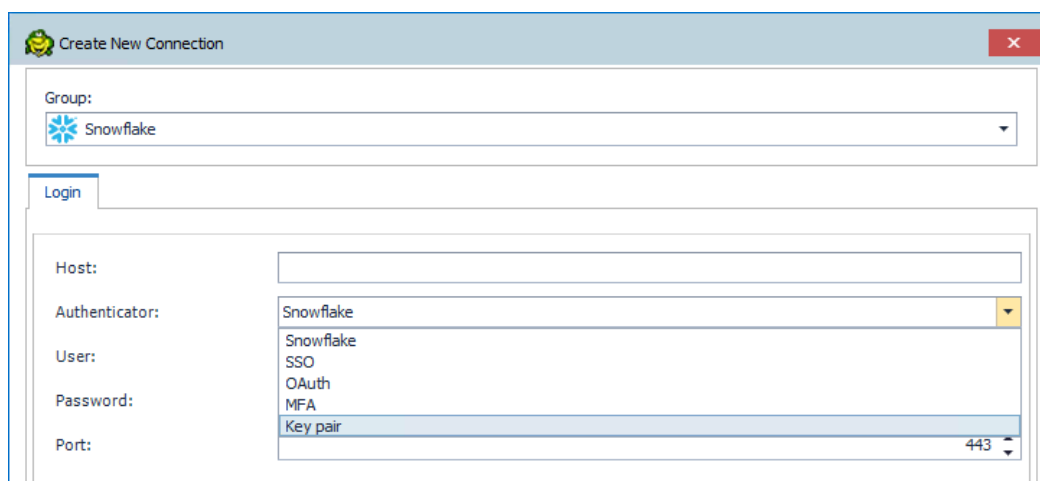 Create New Connection
Group:
Snowflake
Login
Host:
Authenticator:
Snowflake
Snowflake
SSO
User:
OAuth
MFA
Password:
Key pair
Port:
443